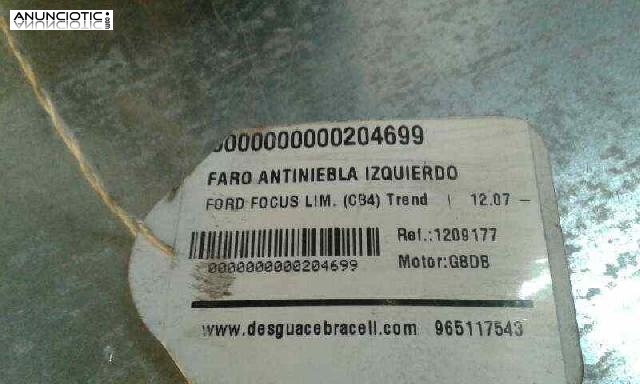 ANUNCIOTIC.com
0000000000204699
FARO ANTINIEBLA IZQUIERDO
FORD FOCUS LIM. (CB4) Trend | 12.07 -
Ref.:1209177
0000000000204699
Motor:G8DB
www.desguacebracell.com 965117543